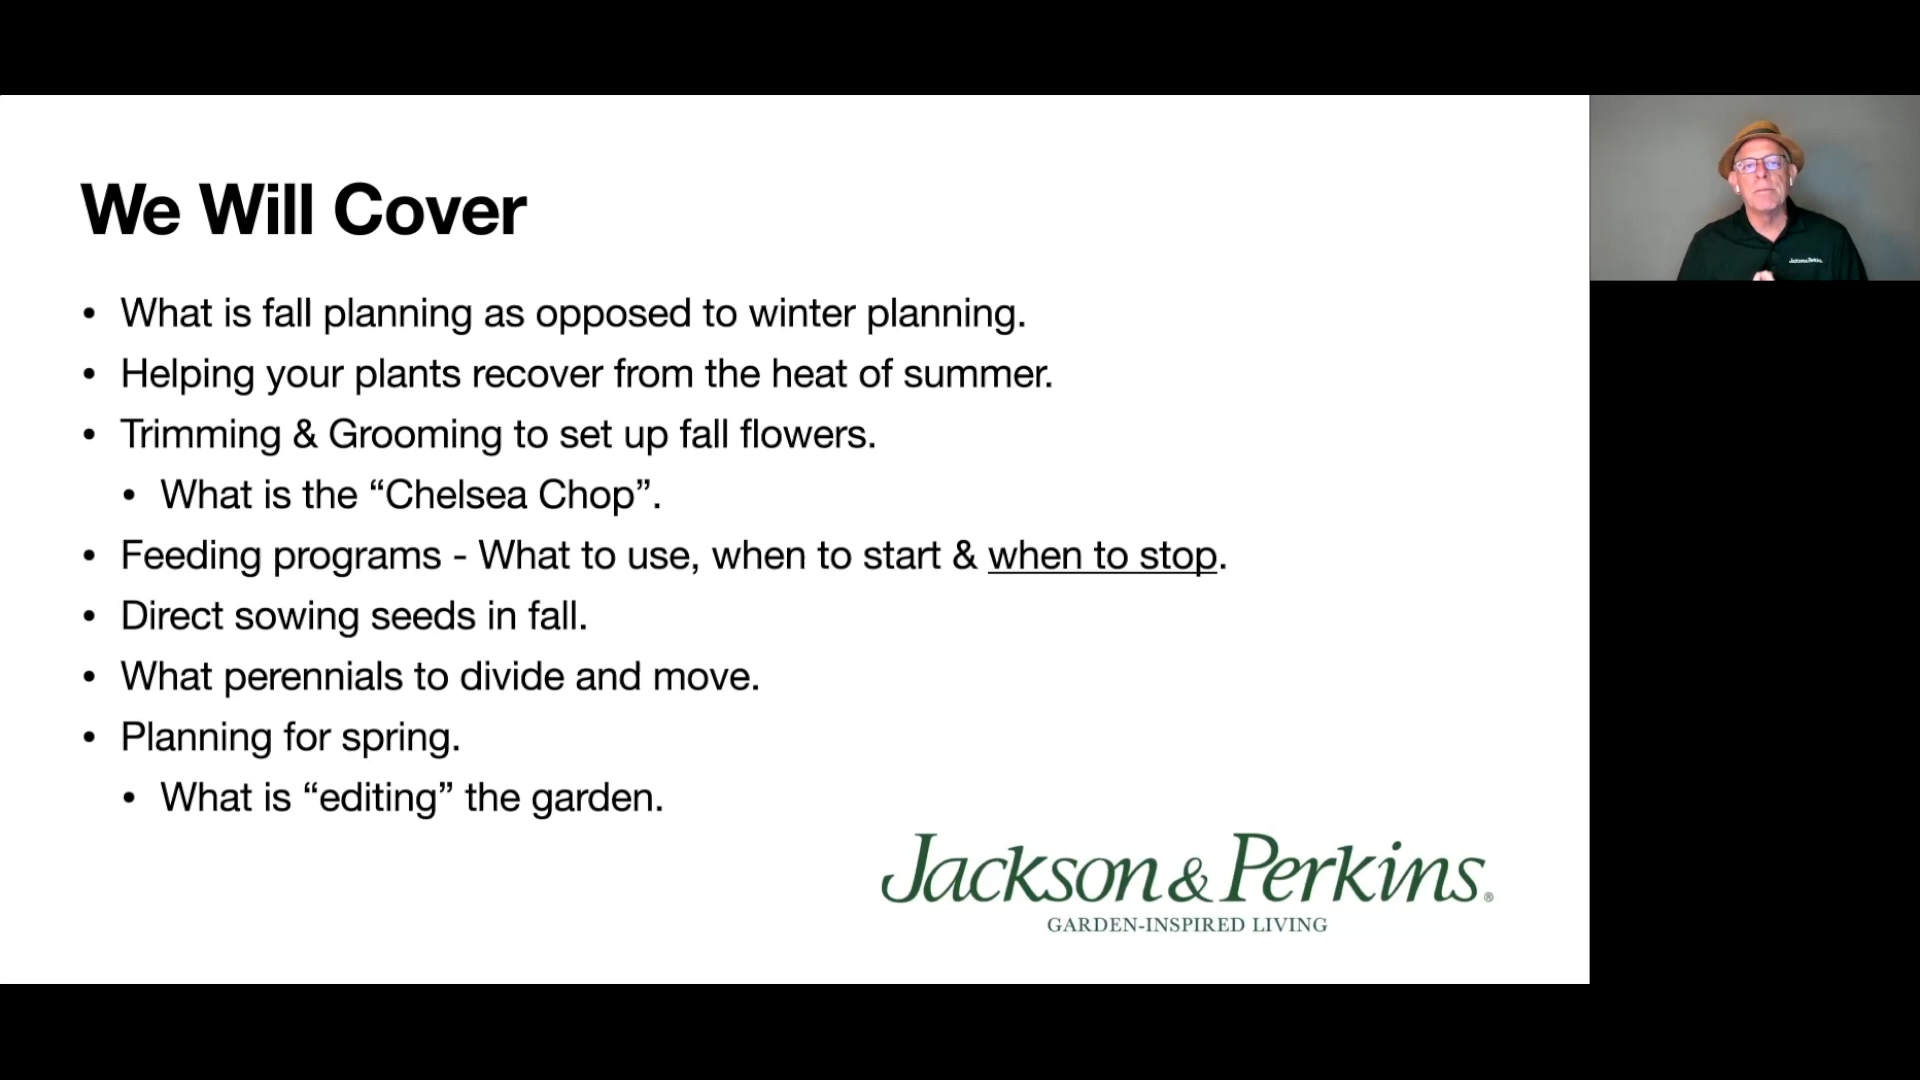 We Will Cover
• What is fall planning as opposed to winter planning.
• Helping your plants recover from the heat of summer.
• Trimming & Grooming to set up fall flowers.
• What is the “Chelsea Chop”.
• Feeding programs - What to use, when to start & when to stop.
• Direct sowing seeds in fall.
• What perennials to divide and move.
• Planning for spring.
• What is “editing” the garden.
Jackson & Perkins®
GARDEN-INSPIRED LIVING
Jackson & Perkins